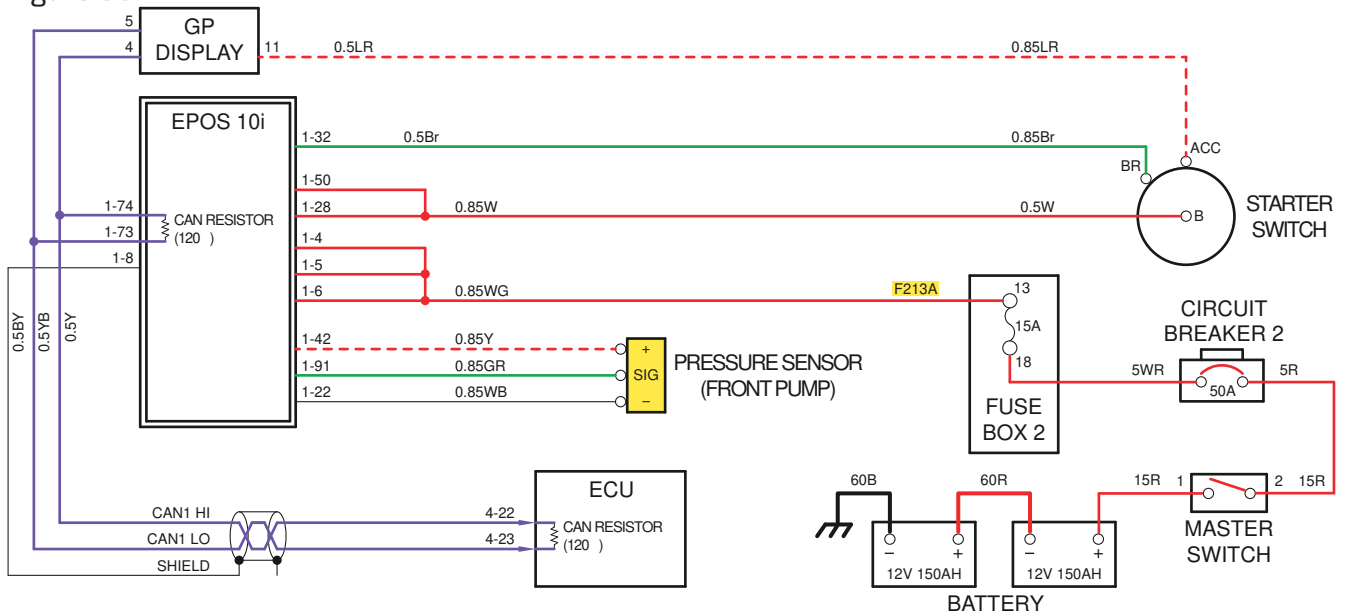 5
4
GP
DISPLAY
11
0.5LR
0.85LR
ACC
EPOS 10i
1-32
0.5Br
0.85Br
BR
1-50
1-28
0.85W
0.5W
B
STARTER
SWITCH
1-74
1-73
CAN RESISTOR
(120 )
1-8
1-4
1-5
1-6
0.85WG
F213A
13
15A
18
FUSE
BOX 2
CIRCUIT
BREAKER 2
5WR
50A
5R
0.5BY
0.5YB
0.5Y
1-42
0.85Y
+
1-91
0.85GR
SIG
1-22
0.85WB
−
PRESSURE SENSOR
(FRONT PUMP)
ECU
CAN1 HI
4-22
CAN RESISTOR
(120 )
CAN1 LO
4-23
SHIELD
60B
60R
15R
1
2
15R
MASTER
SWITCH
−
+
12V 150AH
−
+
12V 150AH
BATTERY